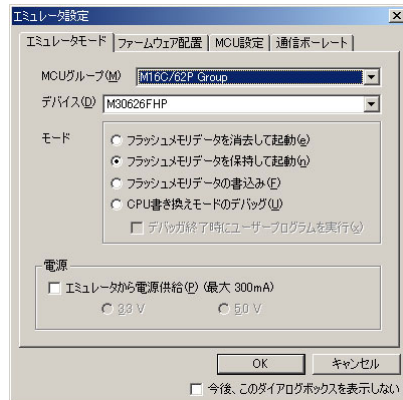 エミュレータ設定
エミュレータモード ファームウェア配置 MCU設定 通信ボーレート
MCUグループ(M) M16C/62P Group
デバイス(D) M30626FHP
モード
フラッシュメモリデータを消去して起動(e)
フラッシュメモリデータを保持して起動(n)
フラッシュメモリデータの書込み(F)
CPU書き換えモードのデバッグ(U)
デバッガ終了時にユーザープログラムを実行(x)
電源
エミュレータから電源供給(P) (最大 300mA)
3.3 V 5.0 V
OK キャンセル
今後、このダイアログボックスを表示しない